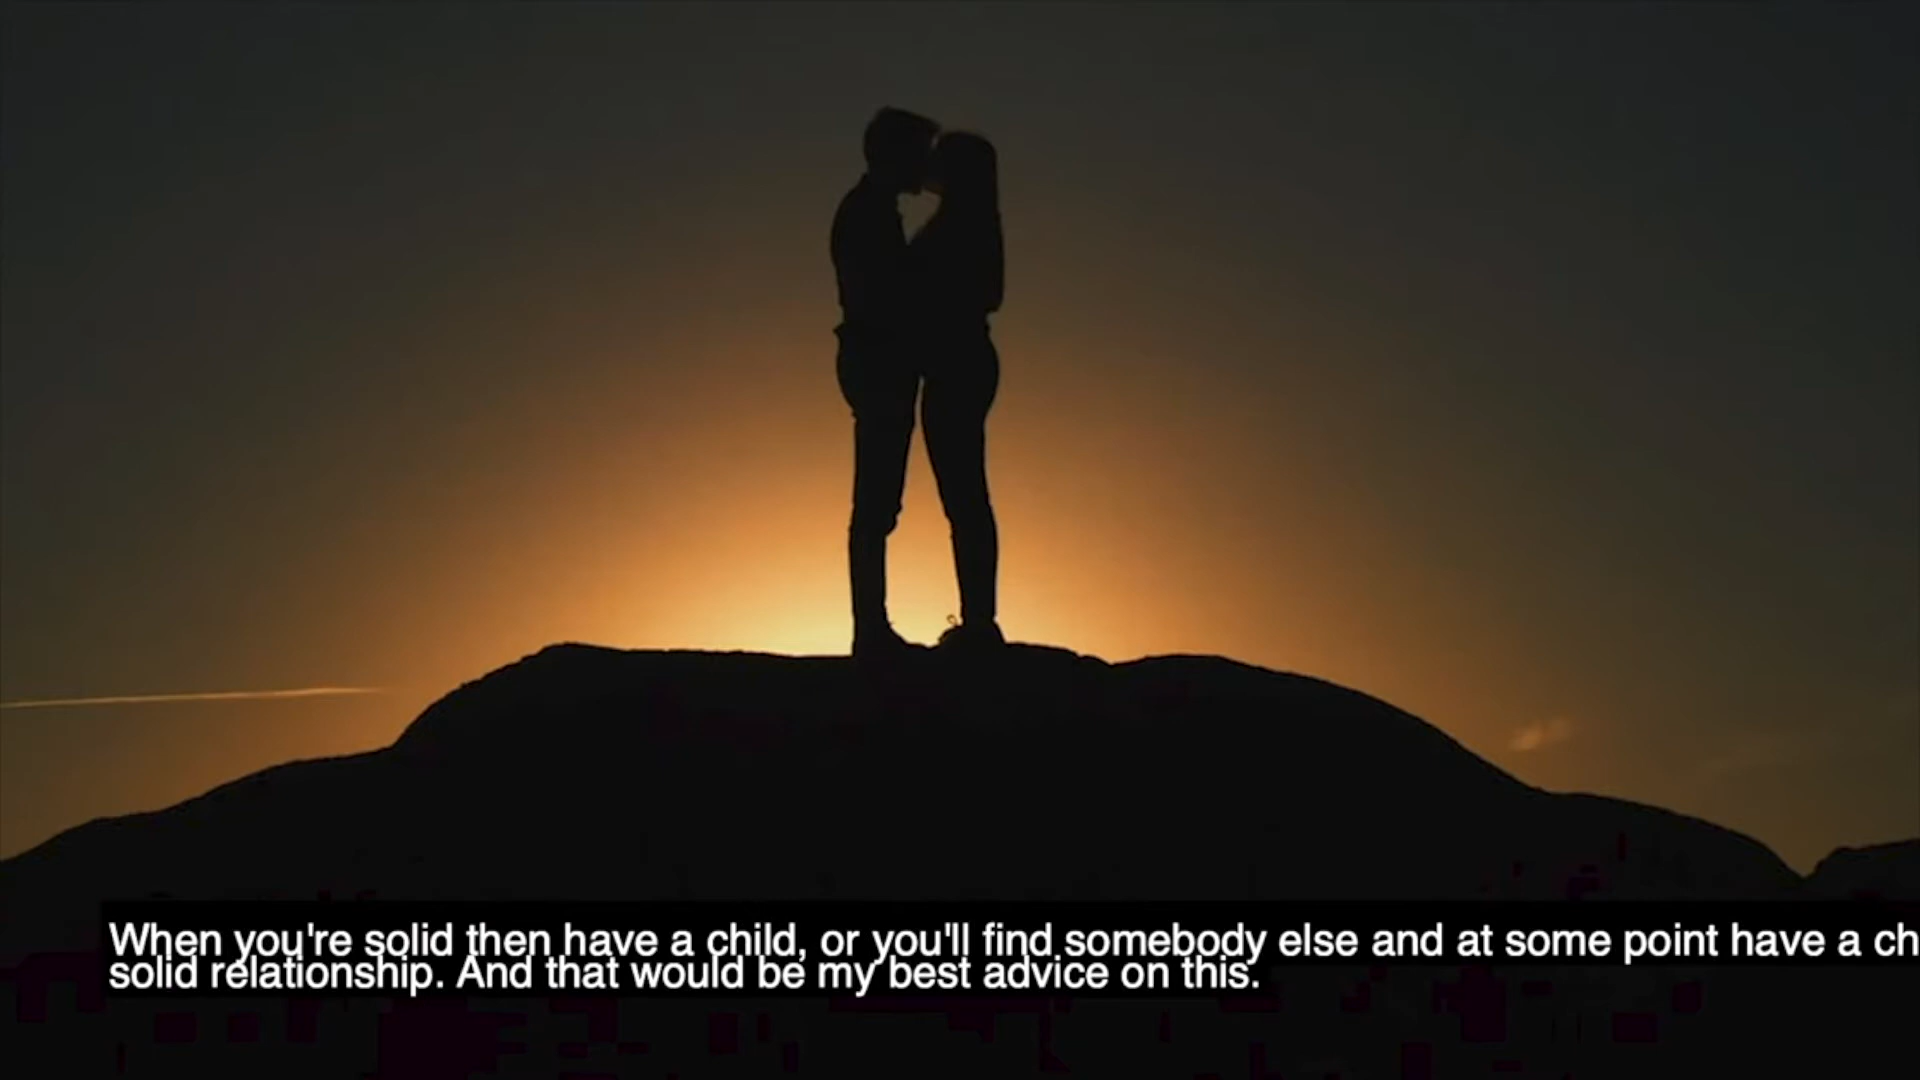 When you're solid then have a child, or you'll find somebody else and at some point have a ch
solid relationship. And that would be my best advice on this.